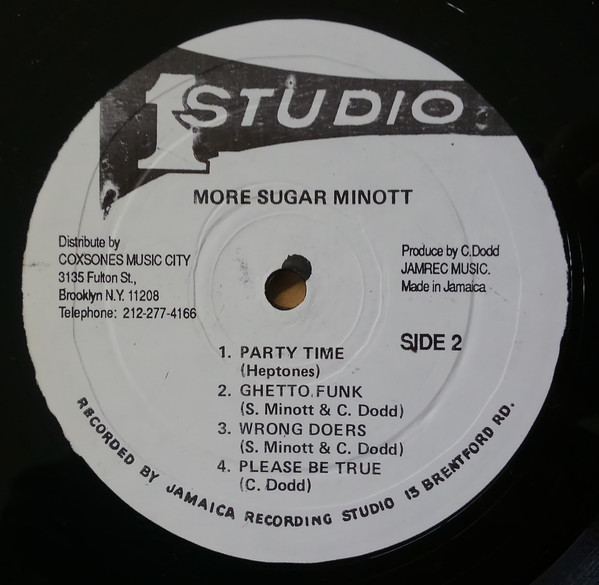 1 STUDIO
MORE SUGAR MINOTT
Distribute by
COXSONES MUSIC CITY
3135 Fulton St.,
Brooklyn N.Y. 11208
Telephone: 212-277-4166
Produce by C.Dodd
JAMREC MUSIC.
Made in Jamaica
SIDE 2
1. PARTY TIME
(Heptones)
2. GHETTO FUNK
(S. Minott & C. Dodd)
3. WRONG DOERS
(S. Minott & C. Dodd)
4. PLEASE BE TRUE
(C. Dodd)
RECORDED BY JAMAICA RECORDING STUDIO 15 BRENTFORD RD.